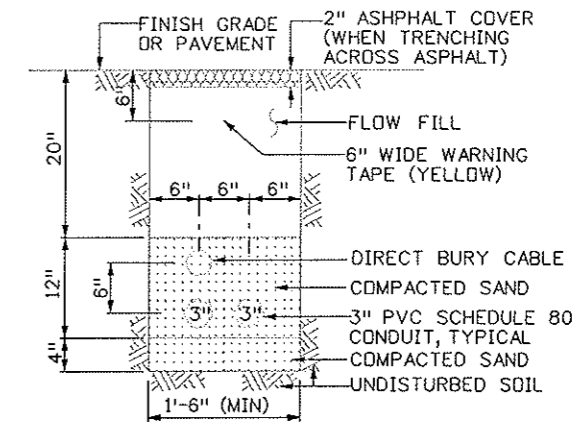 FINISH GRADE
OR PAVEMENT
2" ASHPHALT COVER
(WHEN TRENCHING
ACROSS ASPHALT)
6"
20"
FLOW FILL
6" WIDE WARNING
TAPE (YELLOW)
6" 6" 6"
DIRECT BURY CABLE
12"
6"
COMPACTED SAND
3" 3"
3" PVC SCHEDULE 80
CONDUIT, TYPICAL
4"
COMPACTED SAND
UNDISTURBED SOIL
1'-6" (MIN)